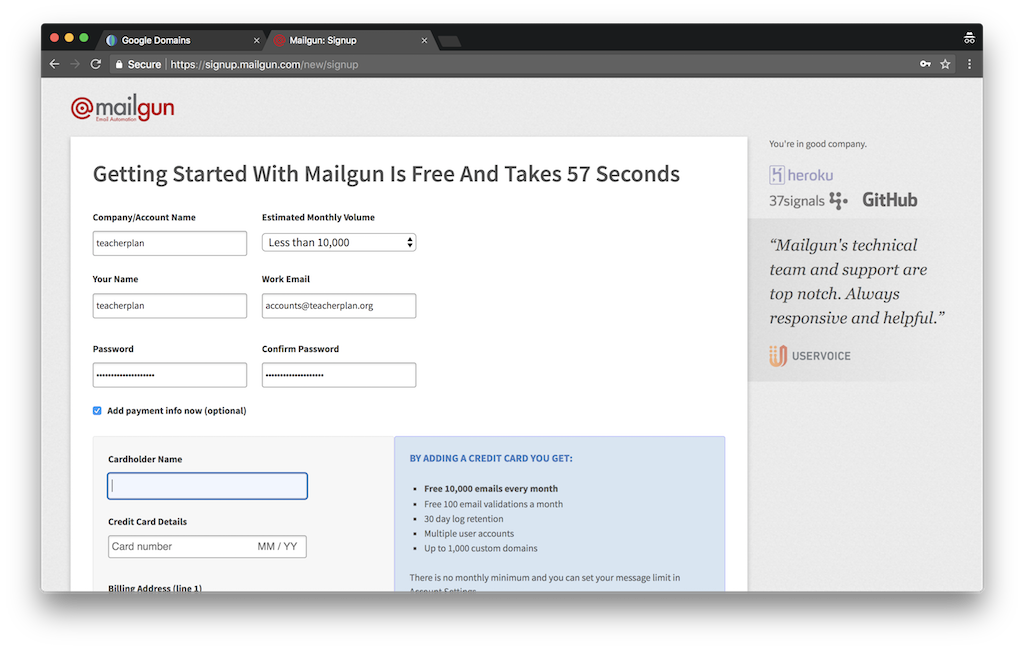 Google Domains
Mailgun: Signup
Secure https://signup.mailgun.com/new/signup
@mailgun
Email Automation
Getting Started With Mailgun Is Free And Takes 57 Seconds
Company/Account Name
Estimated Monthly Volume
teacherplan
Less than 10,000
Your Name
Work Email
teacherplan
accounts@teacherplan.org
Password
Confirm Password
Add payment info now (optional)
Cardholder Name
Credit Card Details
Card number MM / YY
Billing Address (line 1)
BY ADDING A CREDIT CARD YOU GET:
Free 10,000 emails every month
Free 100 email validations a month
30 day log retention
Multiple user accounts
Up to 1,000 custom domains
There is no monthly minimum and you can set your message limit in
Account Settings
You're in good company.
heroku
37signals GitHub
“Mailgun's technical
team and support are
top notch. Always
responsive and helpful.”
USERVOICE